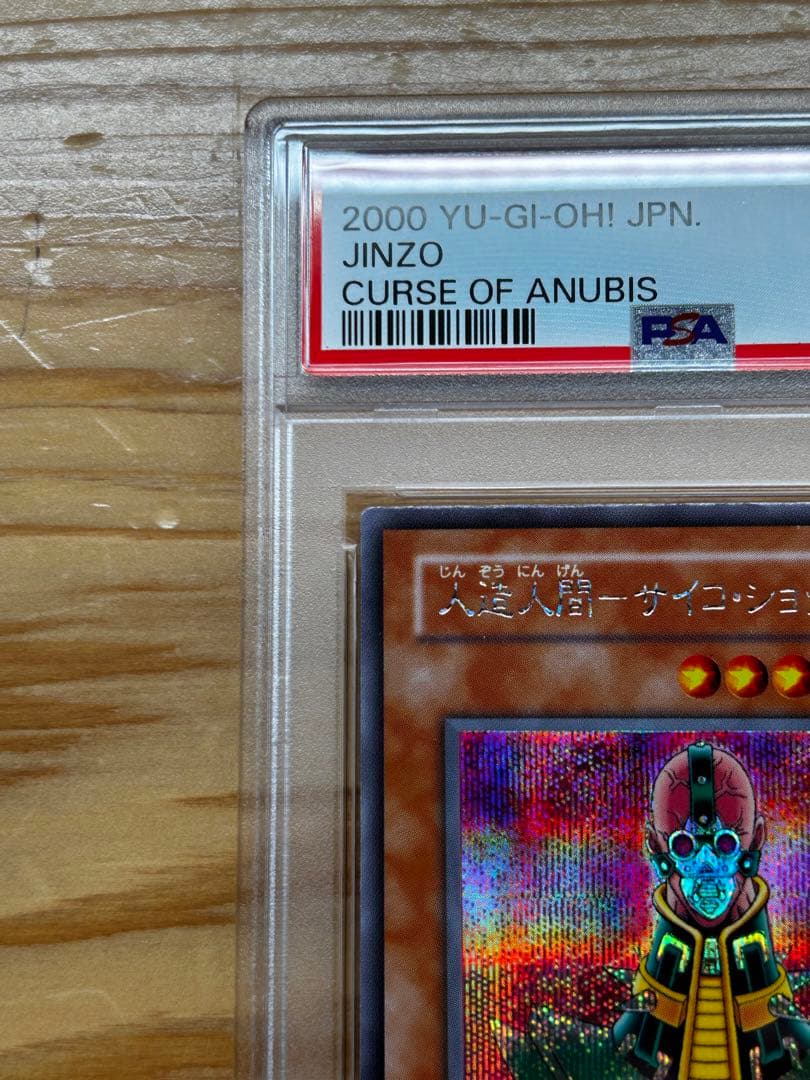 2000 YU-GI-OH! JPN.
JINZO
CURSE OF ANUBIS
PSA
じん ぞう にん げん
人造人間－サイコ・ショ